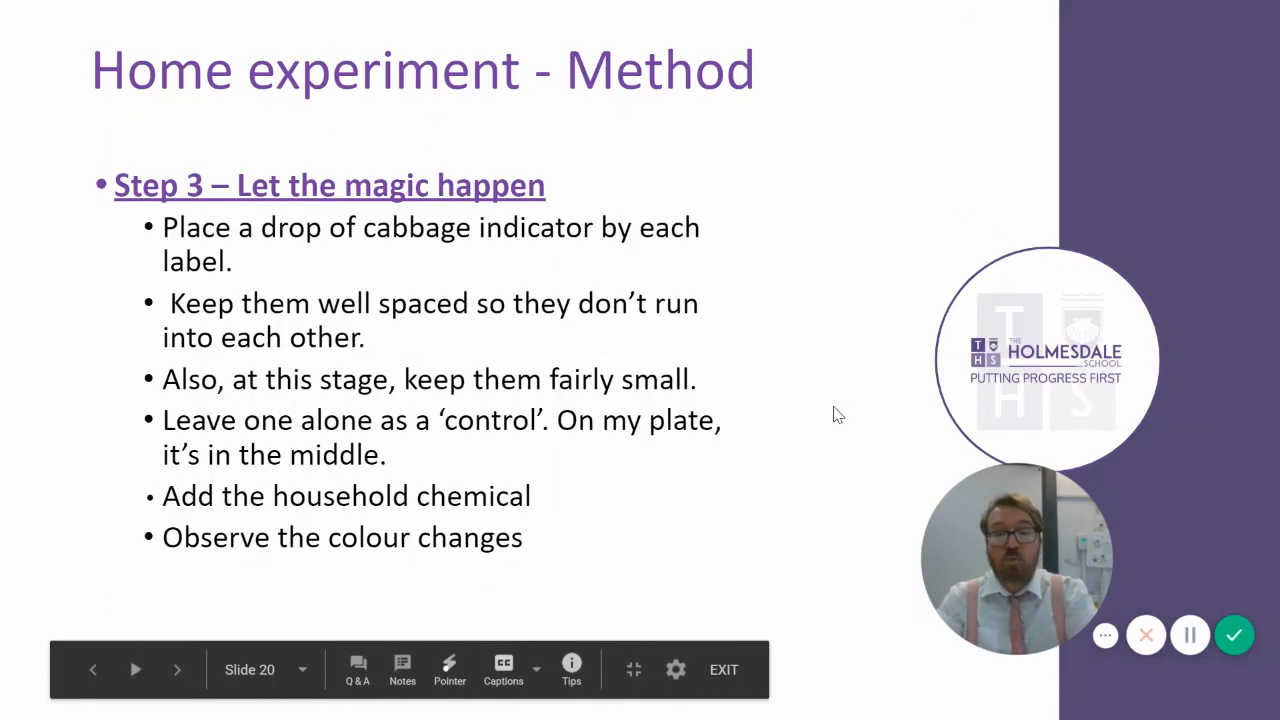 Home experiment - Method
• Step 3 – Let the magic happen
• Place a drop of cabbage indicator by each
label.
• Keep them well spaced so they don’t run
into each other.
• Also, at this stage, keep them fairly small.
• Leave one alone as a ‘control’. On my plate,
it’s in the middle.
• Add the household chemical
• Observe the colour changes
T
H S
T
H S
THE
HOLMESDALE
SCHOOL
PUTTING PROGRESS FIRST
Slide 20
Q & A
Notes
Pointer
CC
Captions
Tips
EXIT